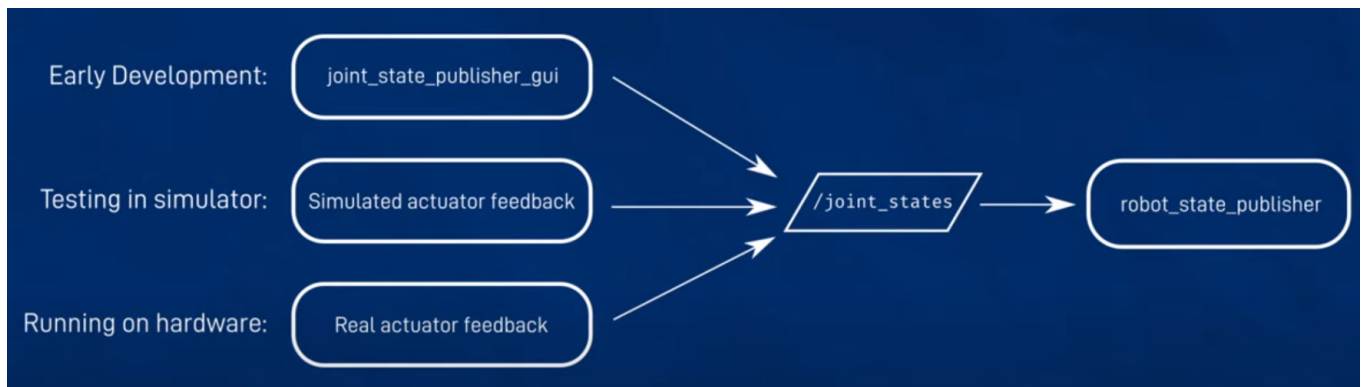 Early Development:
joint_state_publisher_gui
Testing in simulator:
Simulated actuator feedback
/joint_states
robot_state_publisher
Running on hardware:
Real actuator feedback